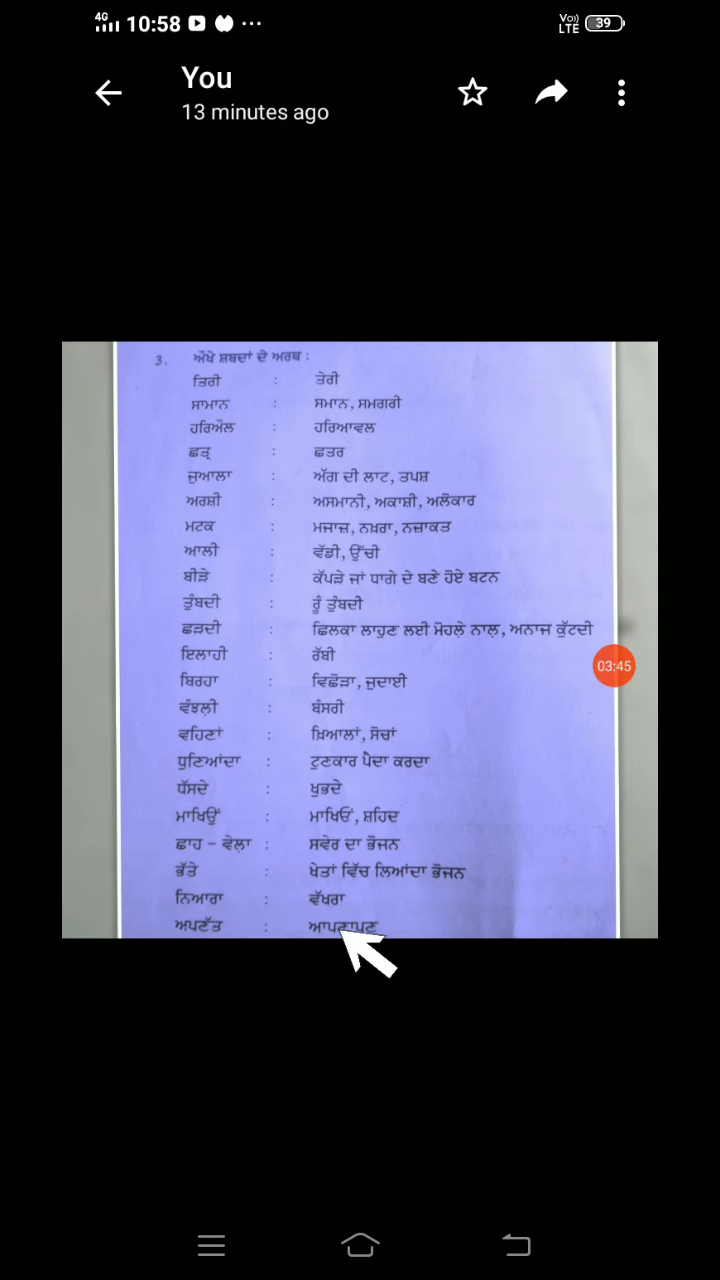 4G 10:58 ... Vo)) LTE 39
You
13 minutes ago
3. ਔਖੇ ਸ਼ਬਦਾਂ ਦੇ ਅਰਥ :
ਤਿਰੀ : ਤੇਰੀ
ਸਾਮਾਨ : ਸਮਾਨ, ਸਮਗਰੀ
ਹਰਿਔਲ : ਹਰਿਆਵਲ
ਛਤ੍ਰ : ਛਤਰ
ਜੁਆਲਾ : ਅੱਗ ਦੀ ਲਾਟ, ਤਪਸ਼
ਅਰਸ਼ੀ : ਅਸਮਾਨੀ, ਅਕਾਸ਼ੀ, ਅਲੋਕਾਰ
ਮਟਕ : ਮਜਾਜ਼, ਨਖ਼ਰਾ, ਨਜ਼ਾਕਤ
ਆਲੀ : ਵੱਡੀ, ਉੱਚੀ
ਬੀੜੇ : ਕੱਪੜੇ ਜਾਂ ਧਾਗੇ ਦੇ ਬਣੇ ਹੋਏ ਬਟਨ
ਤੁੰਬਦੀ : ਰੂੰ ਤੁੰਬਦੀ
ਛੜਦੀ : ਛਿਲਕਾ ਲਾਹੁਣ ਲਈ ਮੋਹਲੇ ਨਾਲ਼, ਅਨਾਜ ਕੁੱਟਦੀ
ਇਲਾਹੀ : ਰੱਬੀ
ਬਿਰਹਾ : ਵਿਛੋੜਾ, ਜੁਦਾਈ
ਵੰਝਲੀ : ਬੰਸਰੀ
ਵਹਿਣਾਂ : ਖ਼ਿਆਲਾਂ, ਸੋਚਾਂ
ਧੁਣਿਆਂਦਾ : ਟੁਣਕਾਰ ਪੈਦਾ ਕਰਦਾ
ਧੱਸਦੇ : ਖੁਭਦੇ
ਮਾਖਿਉਂ : ਮਾਖਿਓਂ, ਸ਼ਹਿਦ
ਛਾਹ - ਵੇਲਾ : ਸਵੇਰ ਦਾ ਭੋਜਨ
ਭੱਤੇ : ਖੇਤਾਂ ਵਿੱਚ ਲਿਆਂਦਾ ਭੋਜਨ
ਨਿਆਰਾ : ਵੱਖਰਾ
ਅਪਣੱਤ : ਆਪਣਾਪਣ
03:45